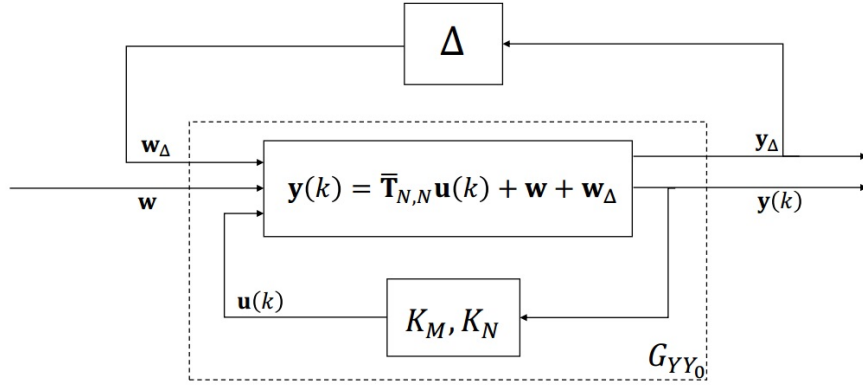 Δ
w_Δ
y_Δ
y(k) = T̅_{N,N}u(k) + w + w_Δ
w
y(k)
u(k)
K_M, K_N
G_{YY_0}